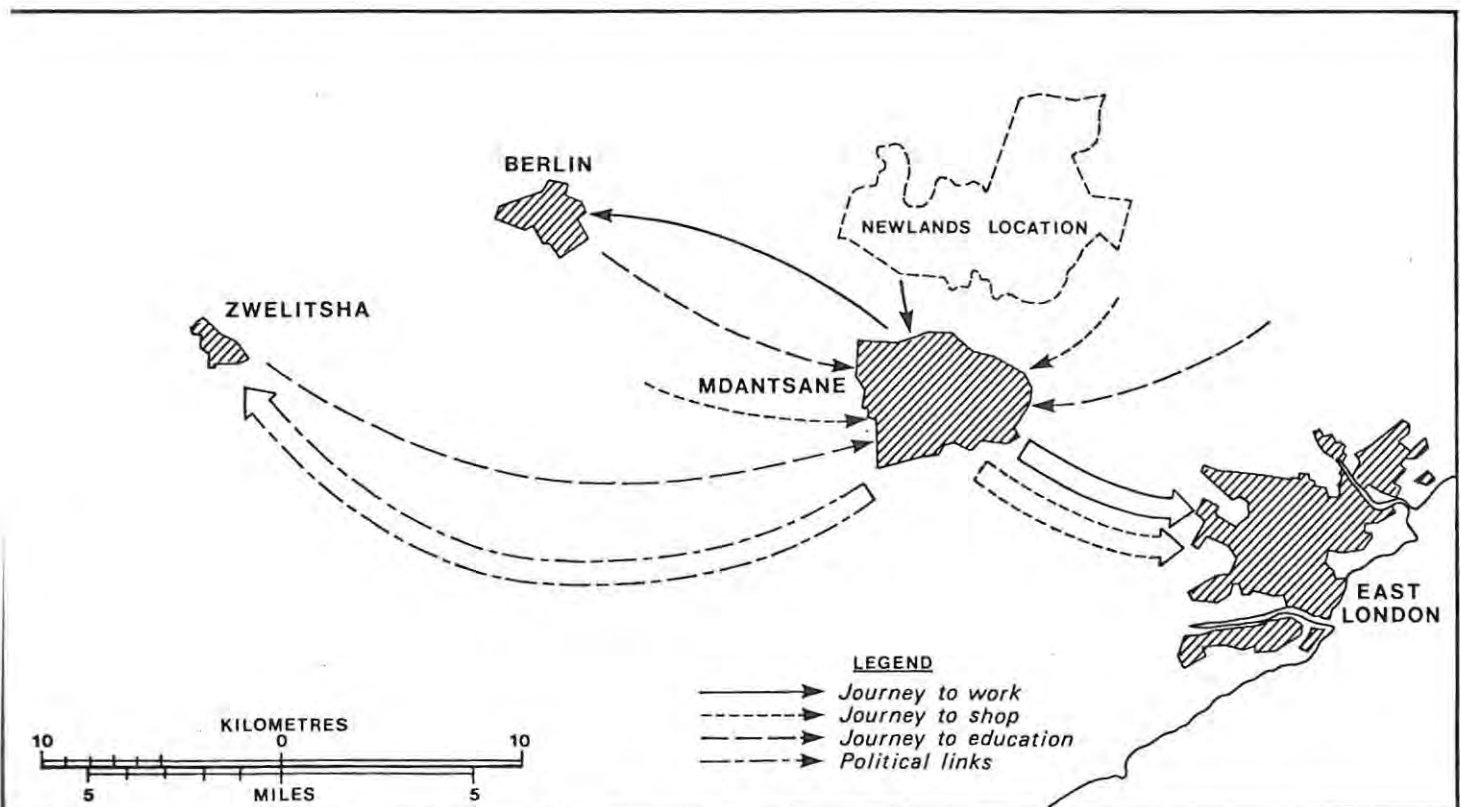 BERLIN
NEWLANDS LOCATION
ZWELITSHA
MDANTSANE
EAST
LONDON
LEGEND
Journey to work
Journey to shop
Journey to education
Political links
KILOMETRES
10 0 10
5 MILES 5